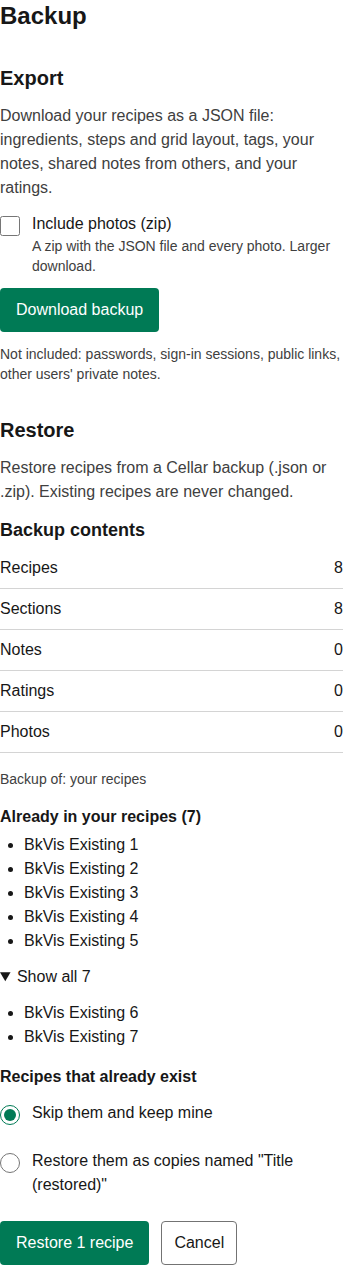 Backup
Export
Download your recipes as a JSON file:
ingredients, steps and grid layout, tags, your
notes, shared notes from others, and your
ratings.
Include photos (zip)
A zip with the JSON file and every photo. Larger
download.
Download backup
Not included: passwords, sign-in sessions, public links,
other users' private notes.
Restore
Restore recipes from a Cellar backup (.json or
.zip). Existing recipes are never changed.
Backup contents
Recipes 8
Sections 8
Notes 0
Ratings 0
Photos 0
Backup of: your recipes
Already in your recipes (7)
• BkVis Existing 1
• BkVis Existing 2
• BkVis Existing 3
• BkVis Existing 4
• BkVis Existing 5
▼ Show all 7
• BkVis Existing 6
• BkVis Existing 7
Recipes that already exist
Skip them and keep mine
Restore them as copies named "Title
(restored)"
Restore 1 recipe Cancel